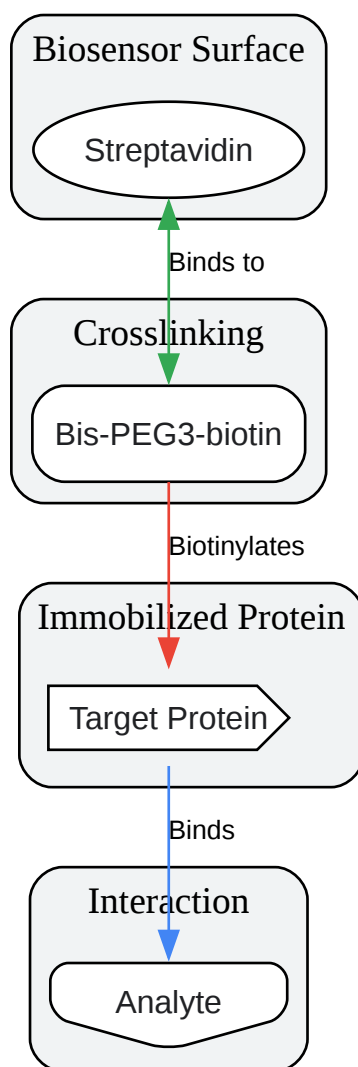 Biosensor Surface
Streptavidin
Binds to
Crosslinking
Bis-PEG3-biotin
Biotinylates
Immobilized Protein
Target Protein
Binds
Interaction
Analyte